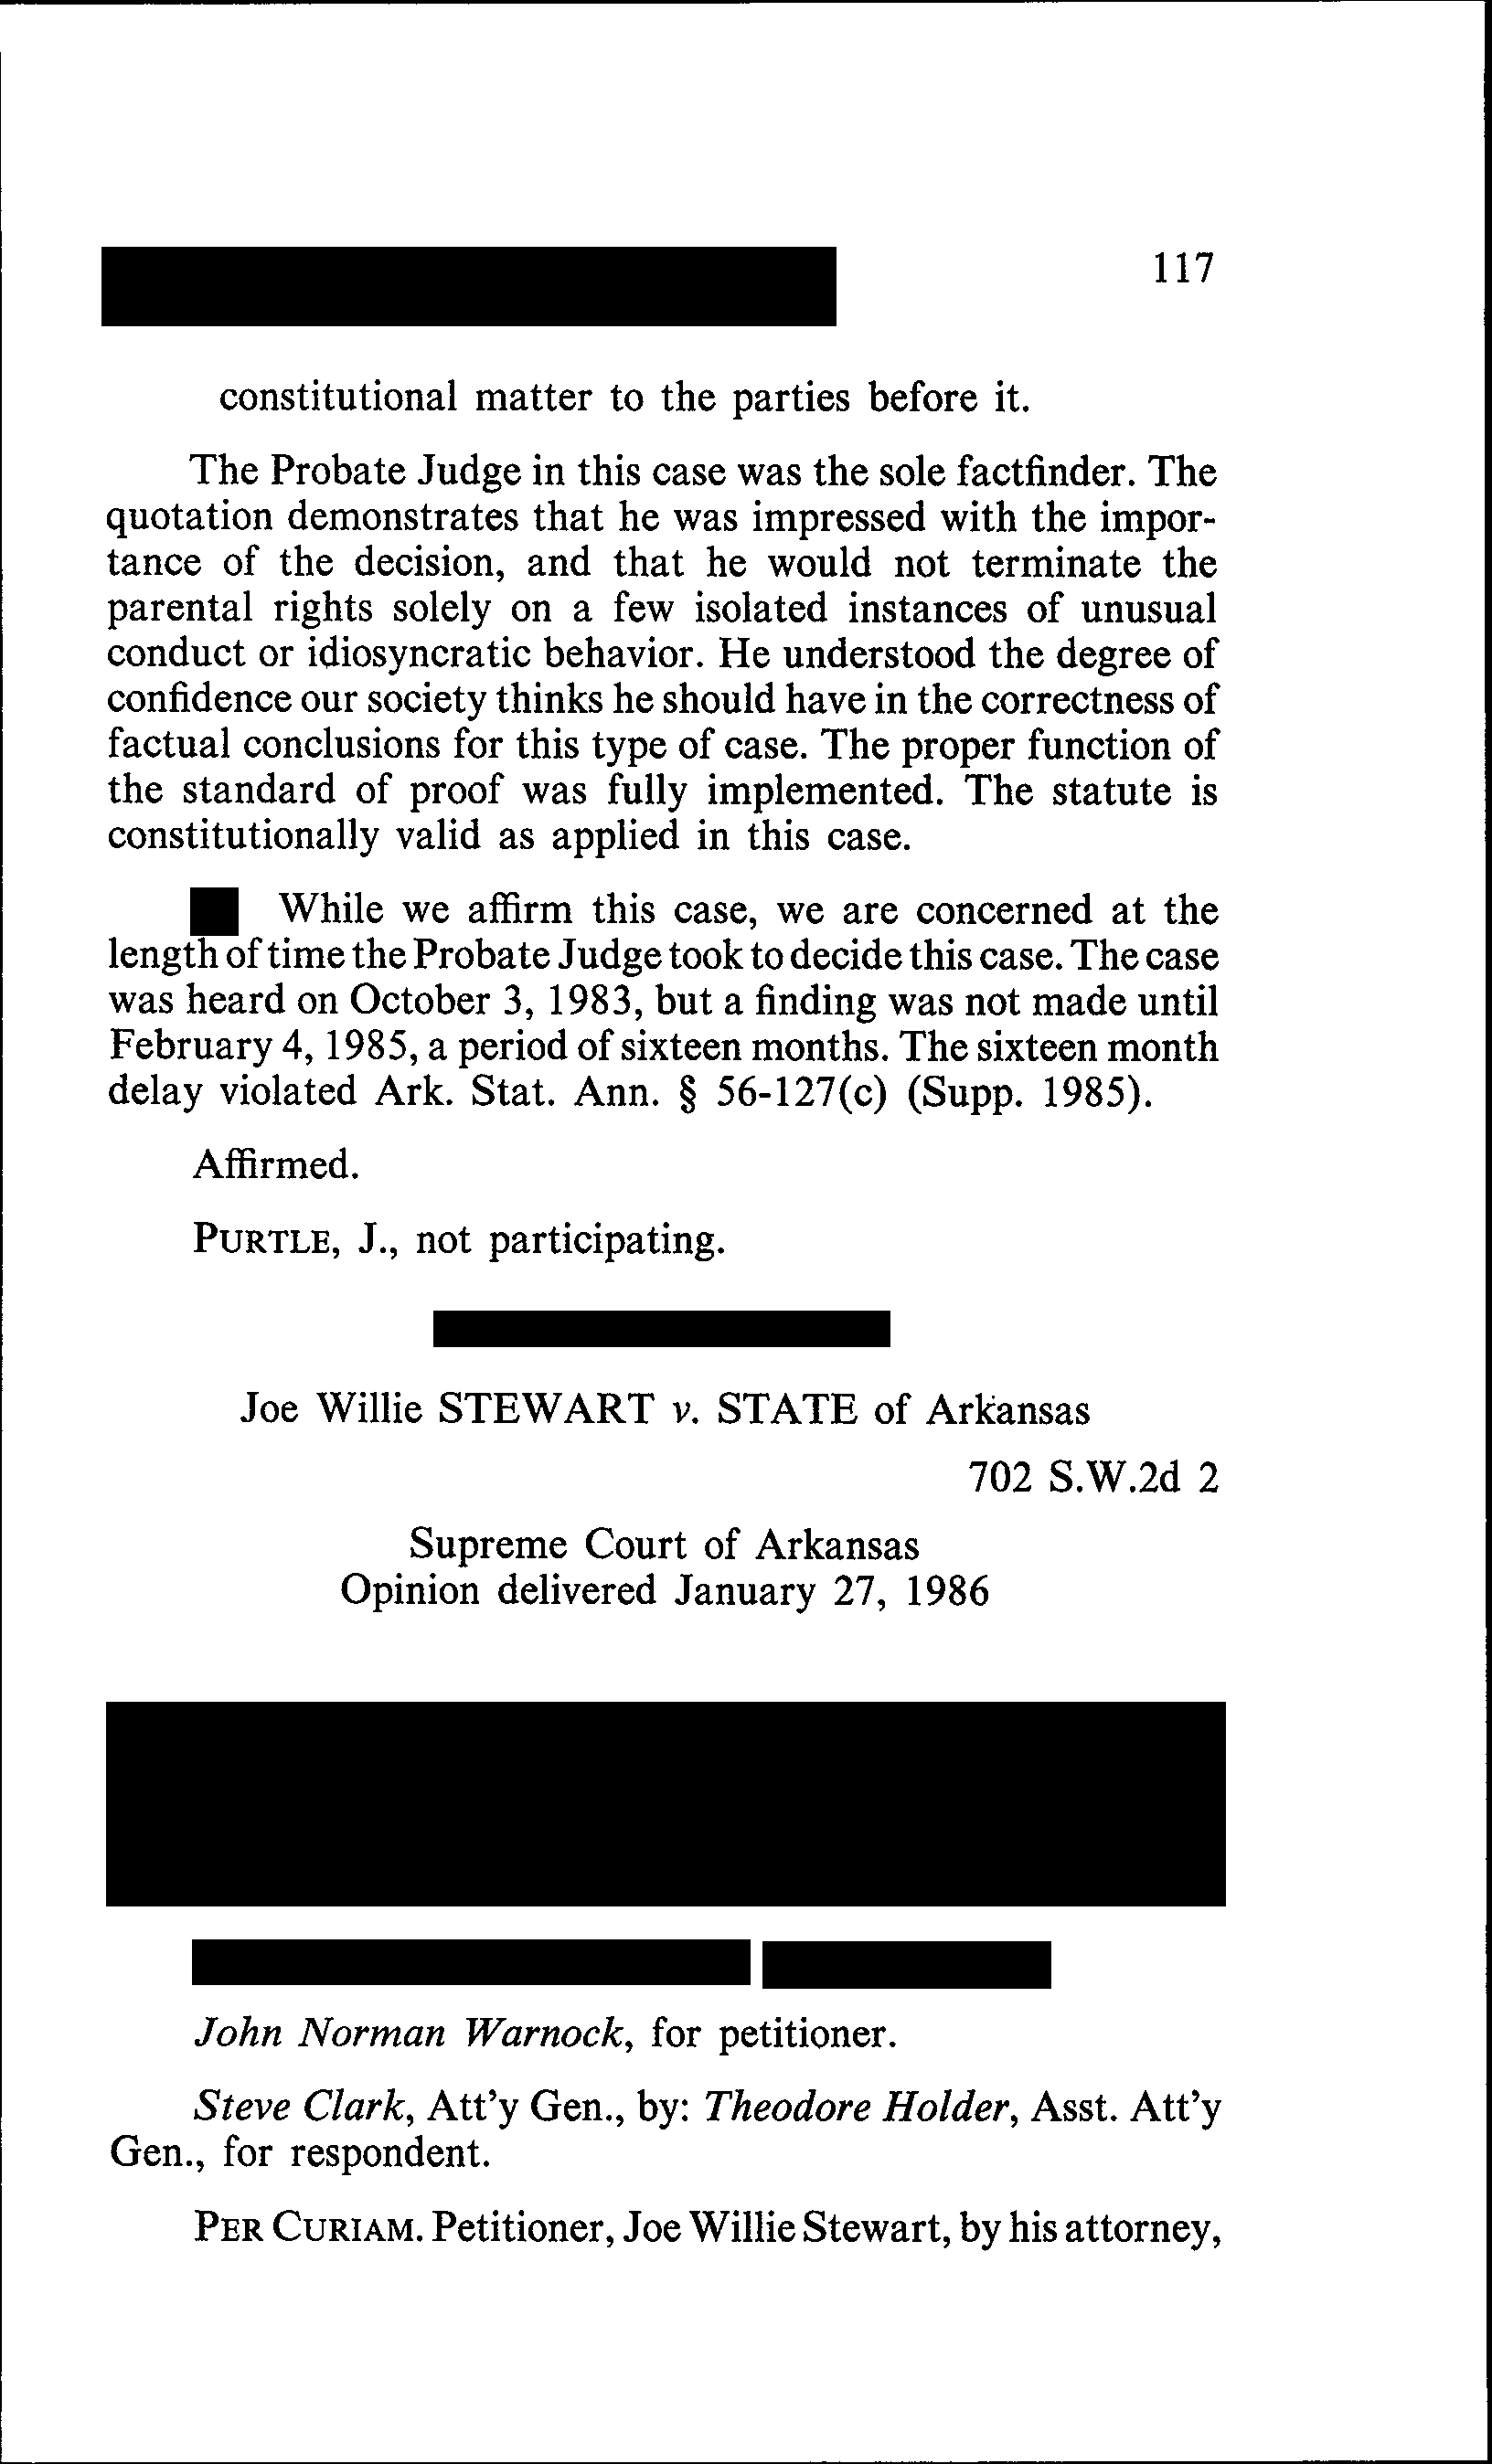 117
constitutional matter to the parties before it.
The Probate Judge in this case was the sole factfinder. The
quotation demonstrates that he was impressed with the impor-
tance of the decision, and that he would not terminate the
parental rights solely on a few isolated instances of unusual
conduct or idiosyncratic behavior. He understood the degree of
confidence our society thinks he should have in the correctness of
factual conclusions for this type of case. The proper function of
the standard of proof was fully implemented. The statute is
constitutionally valid as applied in this case.
While we affirm this case, we are concerned at the
length of time the Probate Judge took to decide this case. The case
was heard on October 3, 1983, but a finding was not made until
February 4, 1985, a period of sixteen months. The sixteen month
delay violated Ark. Stat. Ann. § 56-127(c) (Supp. 1985).
Affirmed.
PURTLE, J., not participating.
Joe Willie STEWART v. STATE of Arkansas
702 S.W.2d 2
Supreme Court of Arkansas
Opinion delivered January 27, 1986
John Norman Warnock, for petitioner.
Steve Clark, Att'y Gen., by: Theodore Holder, Asst. Att'y
Gen., for respondent.
PER CURIAM. Petitioner, Joe Willie Stewart, by his attorney,